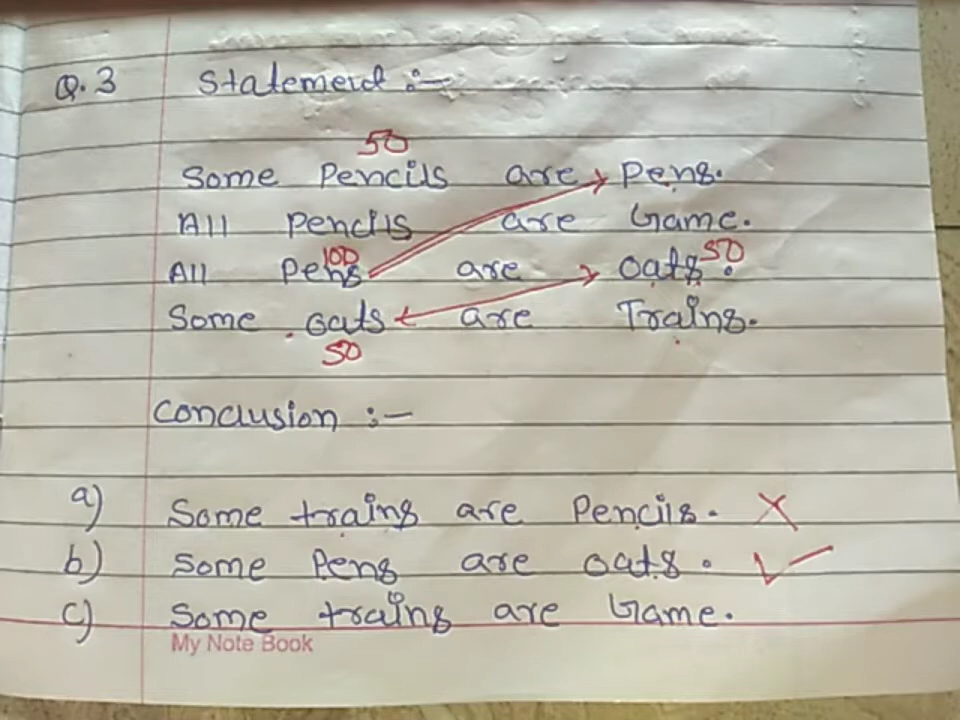 Q.3 Statement :-
50
Some Pencils are Pens.
All Pencils are Game.
100 50
All Pens are oats.
Some oats are Trains.
50
Conclusion :-
a) Some trains are Pencils. X
b) Some Pens are oats. ✓
c) Some trains are Game.
My Note Book